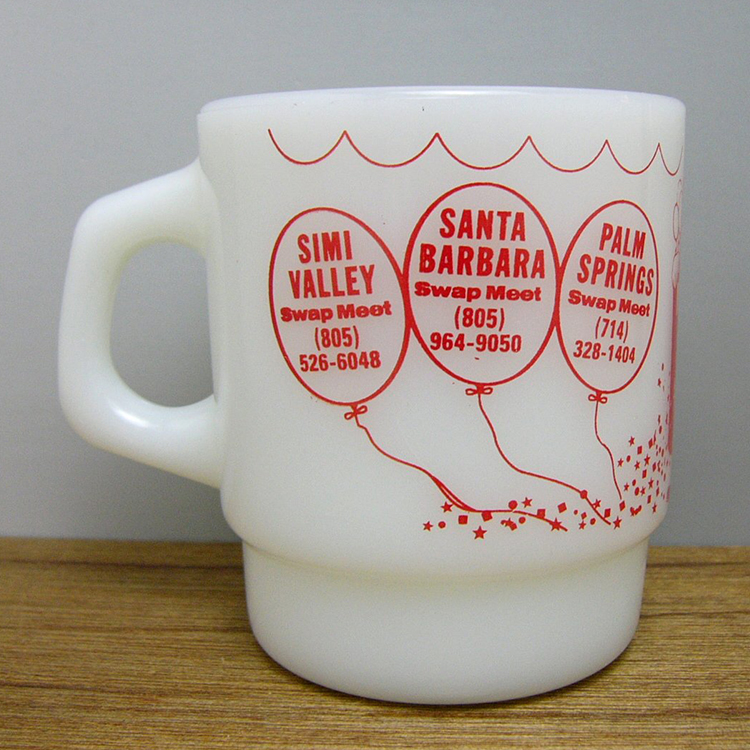 SIMI
VALLEY
Swap Meet
(805)
526-6048
SANTA
BARBARA
Swap Meet
(805)
964-9050
PALM
SPRINGS
Swap Meet
(714)
328-1404